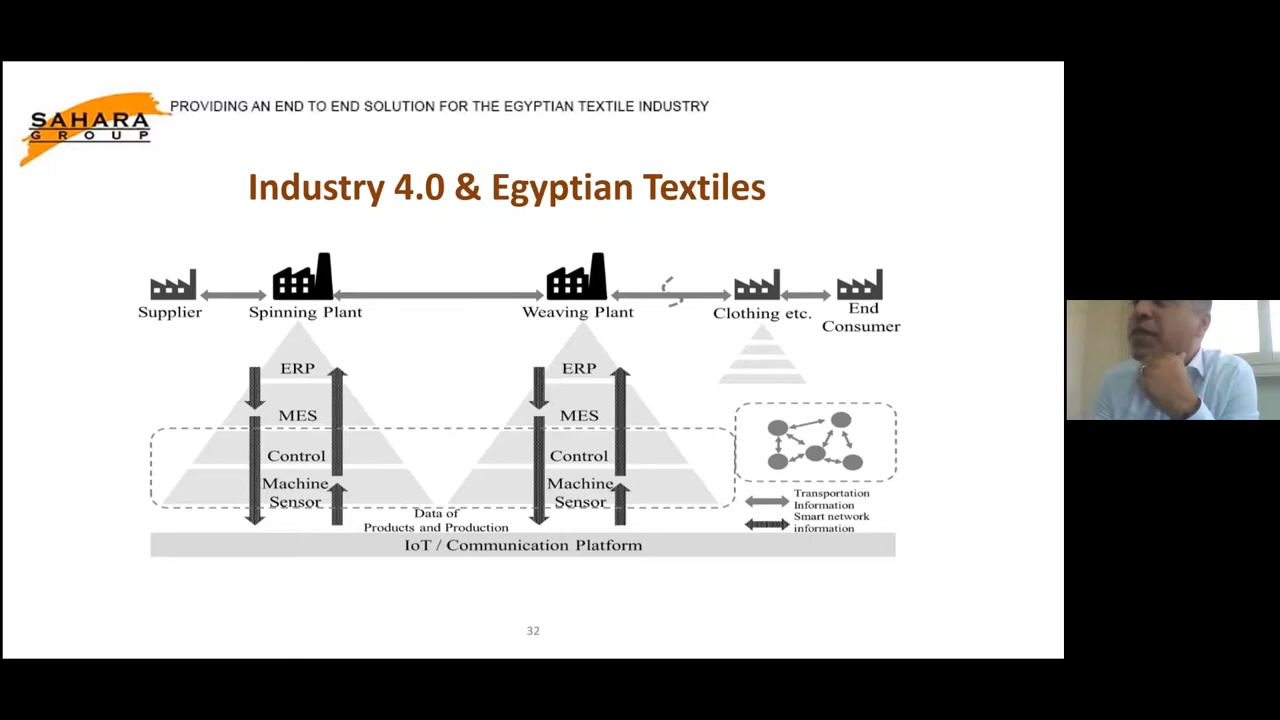 SAHARA
GROUP
PROVIDING AN END TO END SOLUTION FOR THE EGYPTIAN TEXTILE INDUSTRY
Industry 4.0 & Egyptian Textiles
Supplier
Spinning Plant
Weaving Plant
Clothing etc.
End
Consumer
ERP
MES
Control
Machine
Sensor
ERP
MES
Control
Machine
Sensor
Transportation
Information
Smart network
information
Data of
Products and Production
IoT / Communication Platform
32